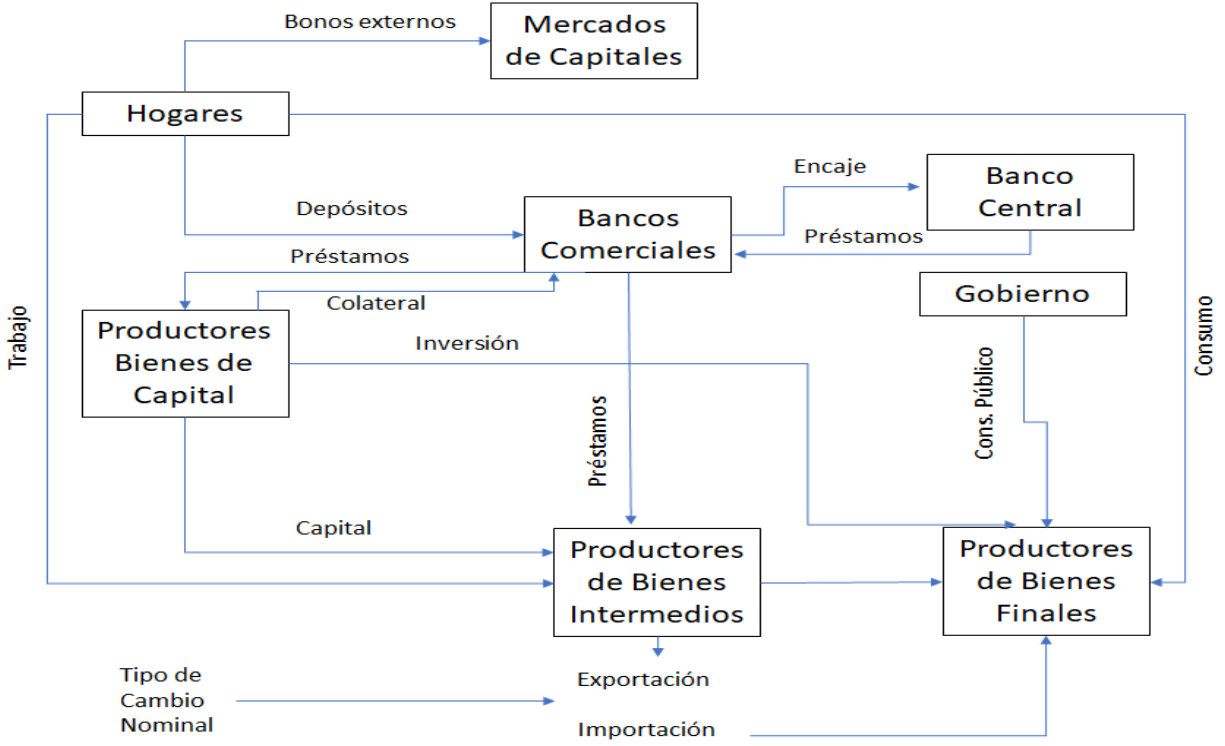 Bonos externos
Mercados
de Capitales
Hogares
Encaje
Banco
Central
Depósitos
Bancos
Comerciales
Préstamos
Préstamos
Colateral
Gobierno
Trabajo
Productores
Bienes de
Capital
Inversión
Consumo
Cons. Público
Préstamos
Capital
Productores
de Bienes
Intermedios
Productores
de Bienes
Finales
Tipo de
Cambio
Nominal
Exportación
Importación